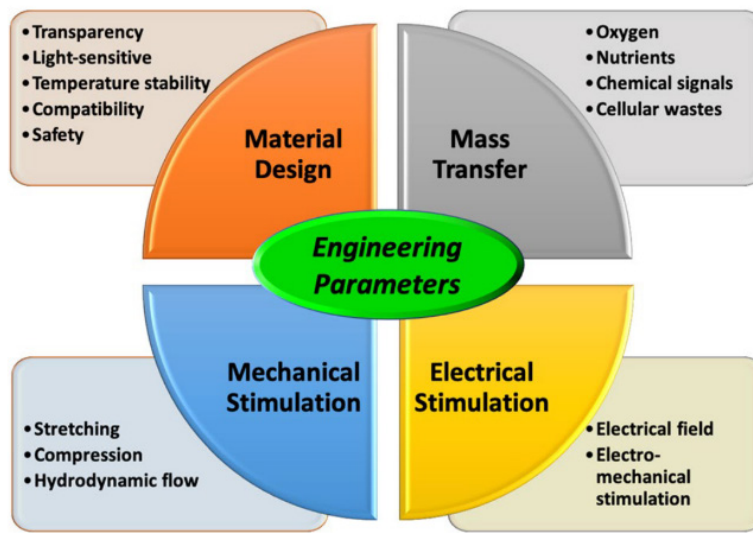 • Transparency
• Light-sensitive
• Temperature stability
• Compatibility
• Safety
Material
Design
• Oxygen
• Nutrients
• Chemical signals
• Cellular wastes
Mass
Transfer
Engineering
Parameters
Mechanical
Stimulation
• Stretching
• Compression
• Hydrodynamic flow
Electrical
Stimulation
• Electrical field
• Electro-
mechanical
stimulation